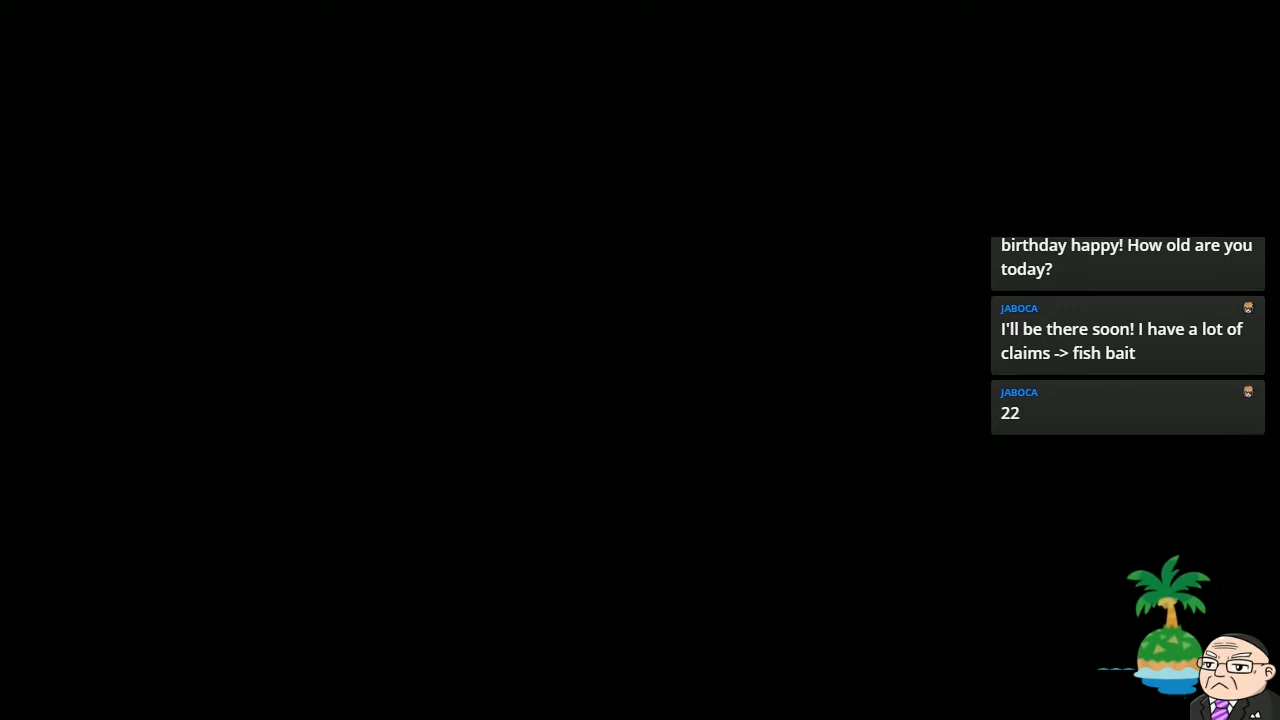 birthday happy! How old are you
today?
JABOCA
I'll be there soon! I have a lot of
claims -> fish bait
JABOCA
22